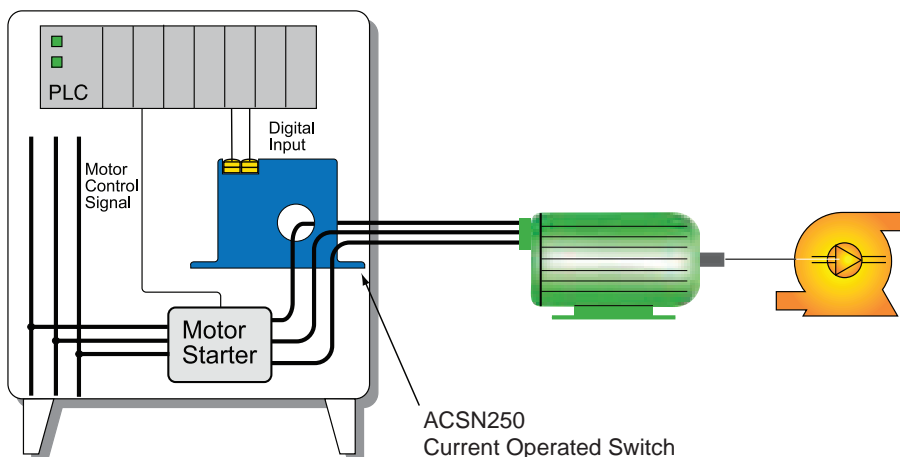 PLC
Digital
Input
Motor
Control
Signal
Motor
Starter
ACSN250
Current Operated Switch